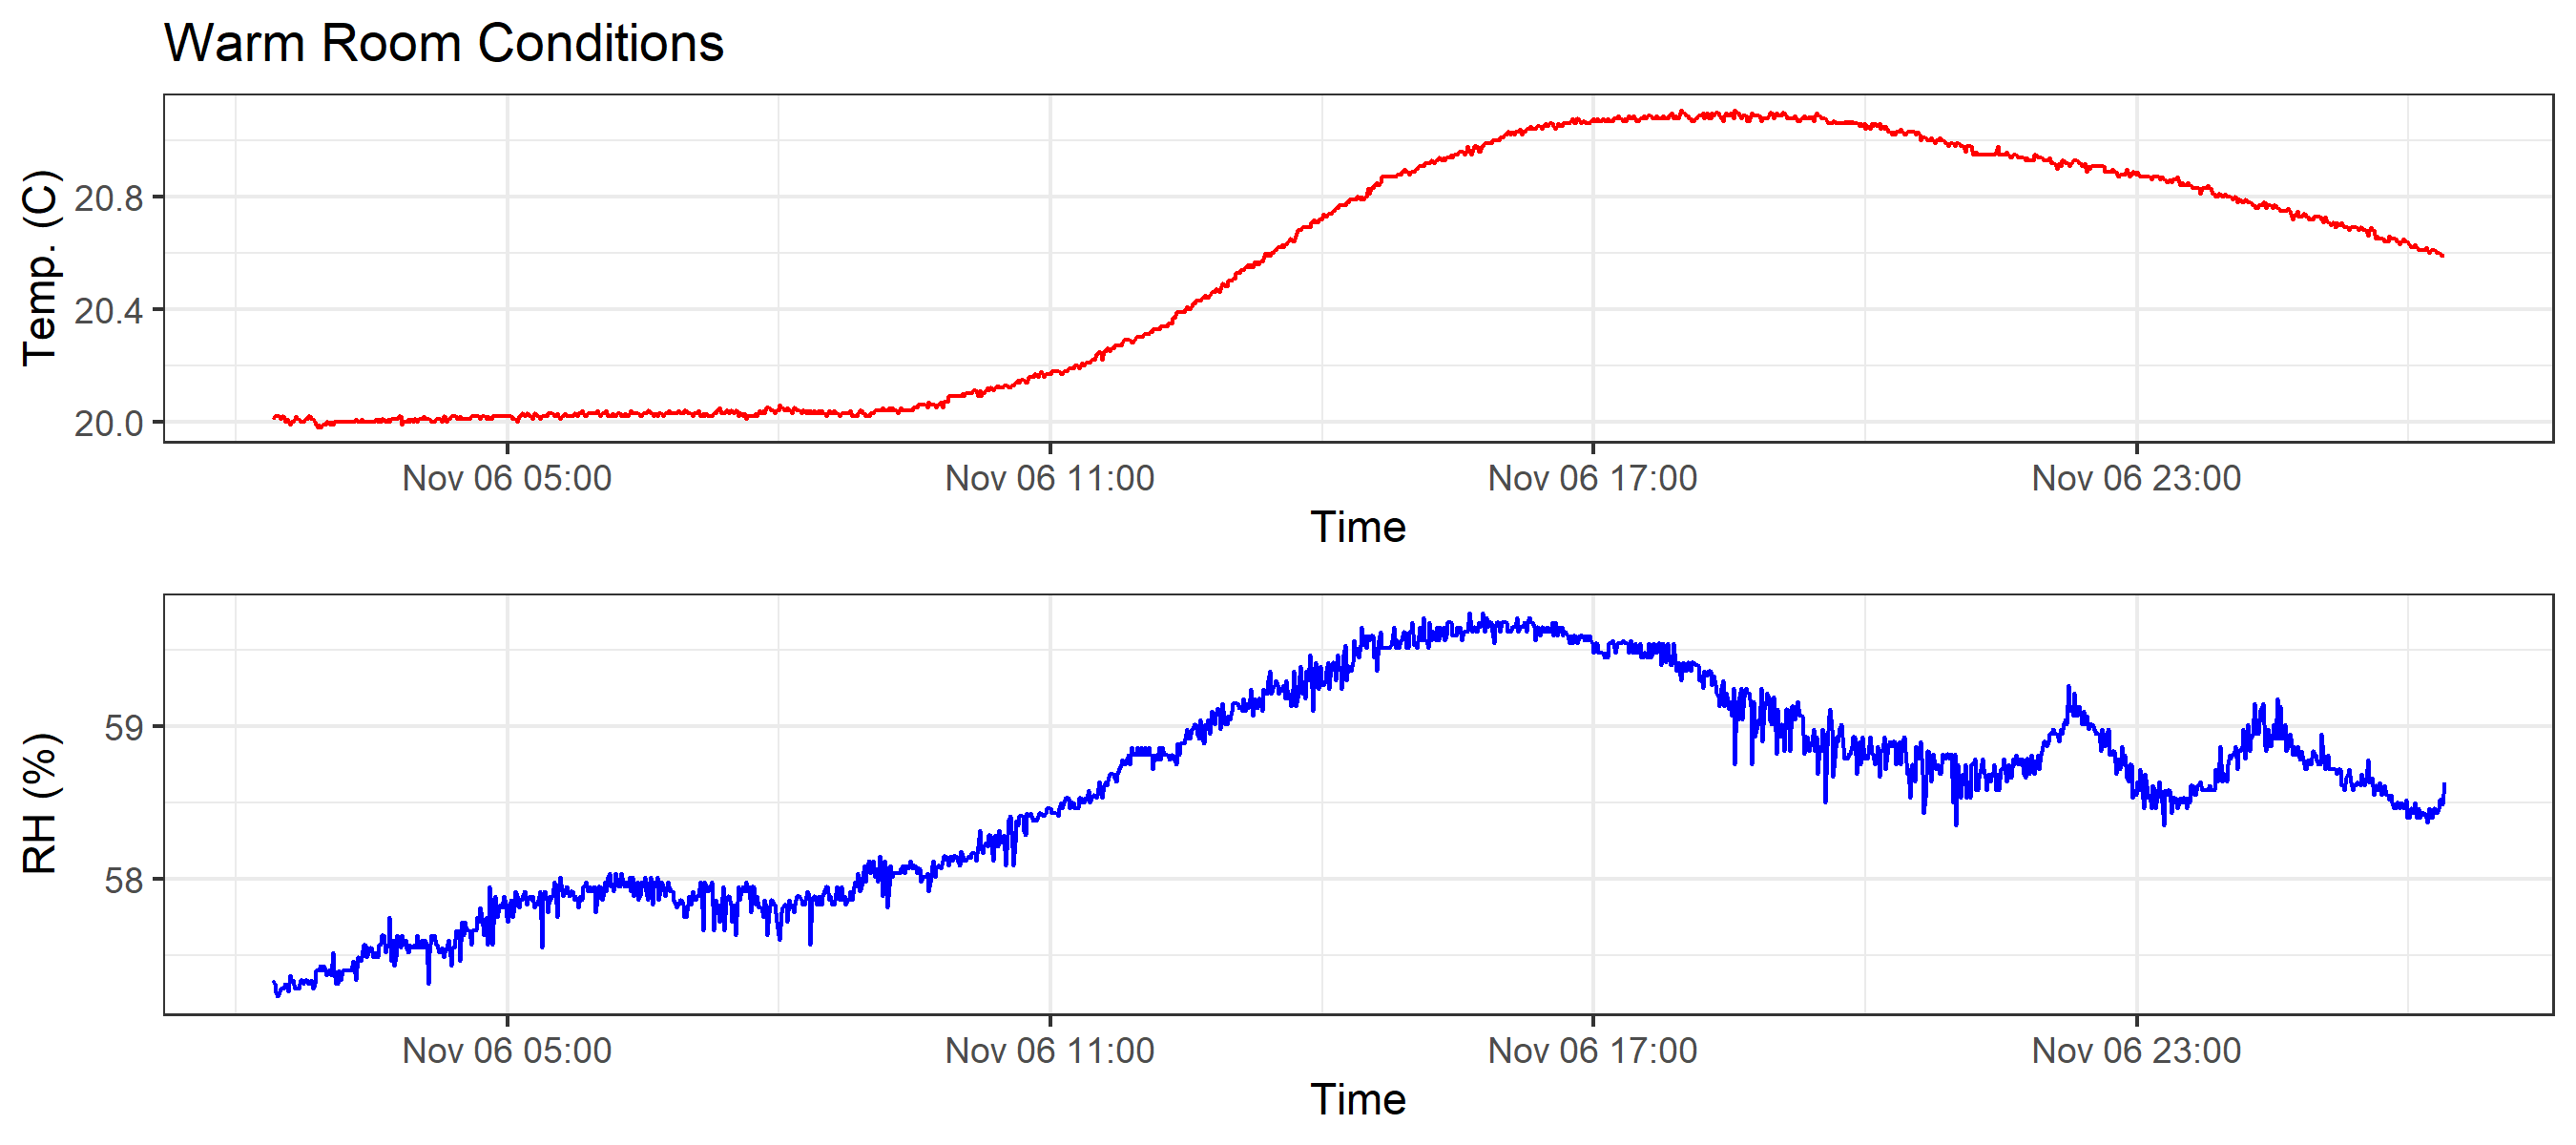 Warm Room Conditions
Temp. (C)
20.8
20.4
20.0
Nov 06 05:00 Nov 06 11:00 Nov 06 17:00 Nov 06 23:00
Time
RH (%)
59
58
Nov 06 05:00 Nov 06 11:00 Nov 06 17:00 Nov 06 23:00
Time